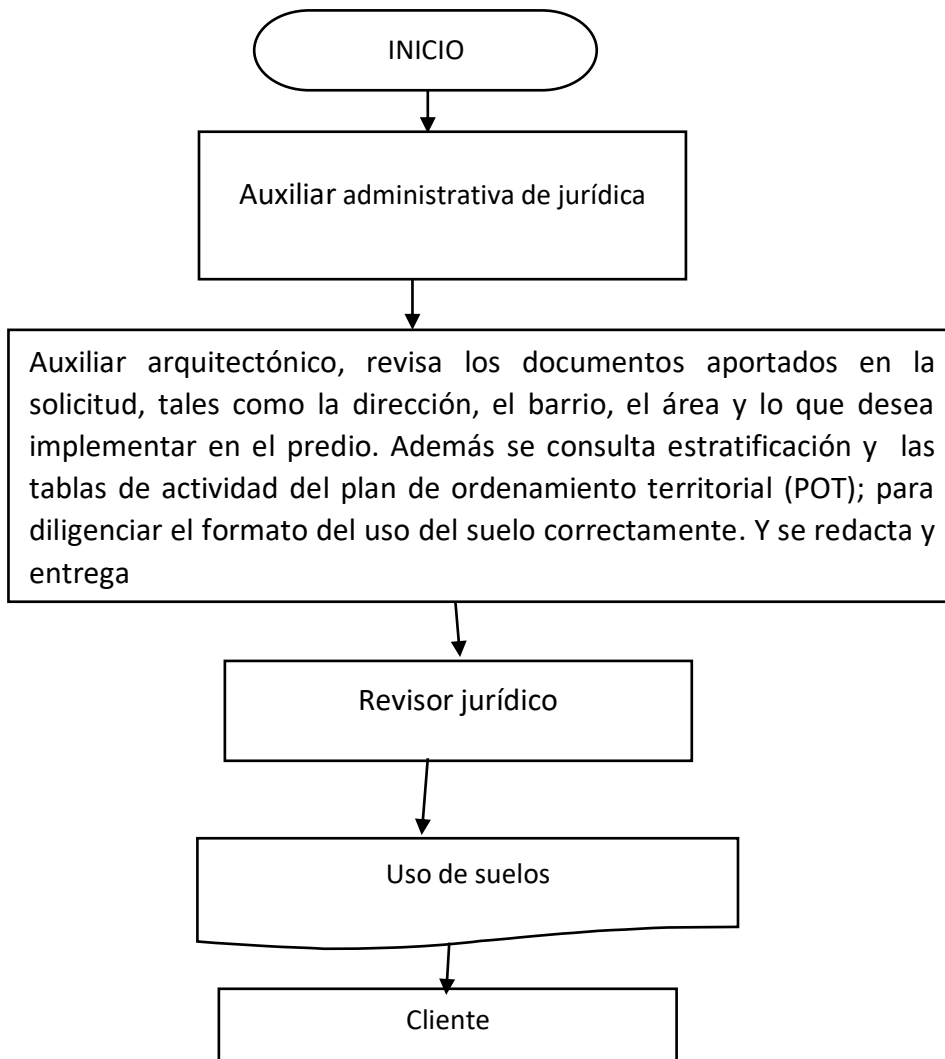 INICIO
Auxiliar administrativa de jurídica
Auxiliar arquitectónico, revisa los documentos aportados en la
solicitud, tales como la dirección, el barrio, el área y lo que desea
implementar en el predio. Además se consulta estratificación y las
tablas de actividad del plan de ordenamiento territorial (POT); para
diligenciar el formato del uso del suelo correctamente. Y se redacta y
entrega
Revisor jurídico
Uso de suelos
Cliente